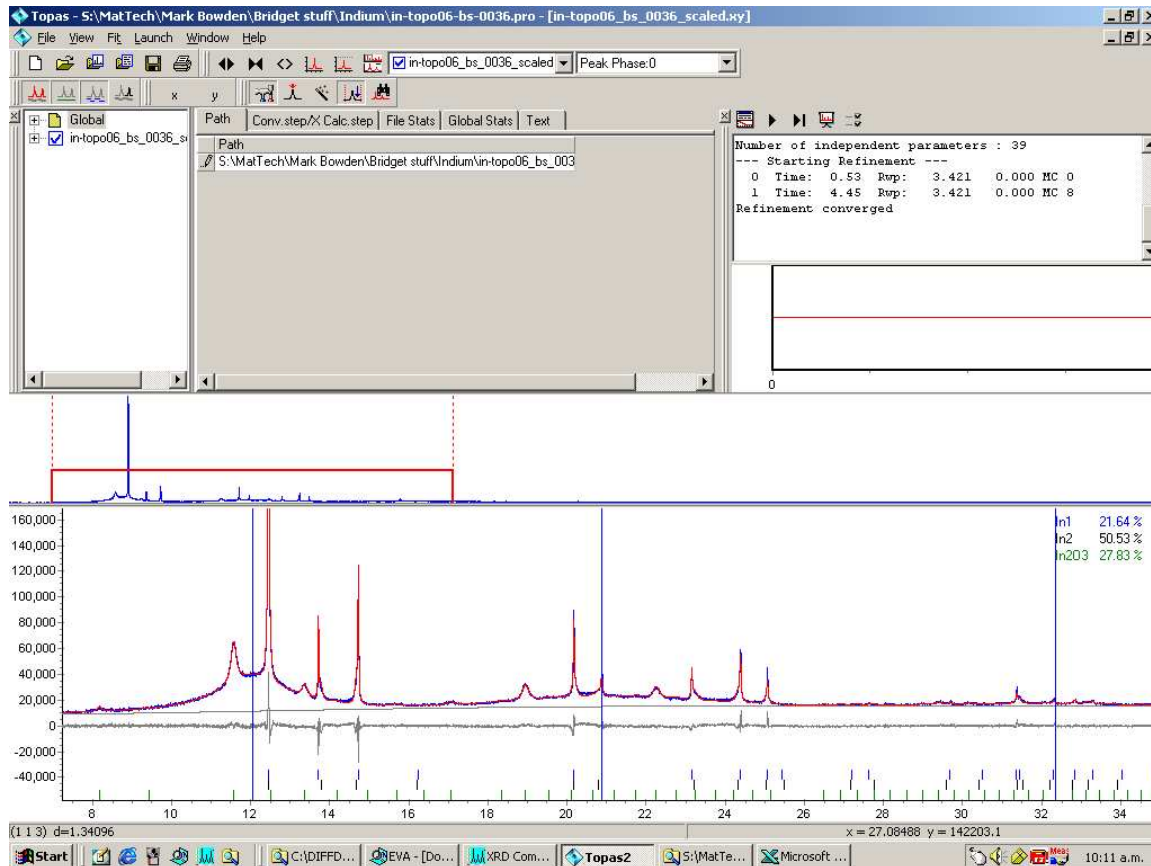 Topas - S:\MatTech\Mark Bowden\Bridget stuff\Indium\in-topo06-bs-0036.pro - [in-topo06_bs_0036_scaled.xy]
File View Fit Launch Window Help
in-topo06_bs_0036_scaled Peak Phase:0
x y
Global
in-topo06_bs_0036_s
Path Conv.step/X Calc.step File Stats Global Stats Text
Path
S:\MatTech\Mark Bowden\Bridget stuff\Indium\in-topo06_bs_003
Number of independent parameters : 39
--- Starting Refinement ---
0 Time: 0.53 Rwp: 3.421 0.000 MC 0
1 Time: 4.45 Rwp: 3.421 0.000 MC 8
Refinement converged
0
160,000
140,000
120,000
100,000
80,000
60,000
40,000
20,000
0
-20,000
-40,000
In1 21.64 %
In2 50.53 %
In2O3 27.83 %
8 10 12 14 16 18 20 22 24 26 28 30 32 34
(1 1 3) d=1.34096 x = 27.08488 y = 142203.1
Start C:\DIFFD... EVA - [Do... XRD Com... Topas2 S:\MatTe... Microsoft ... 10:11 a.m.